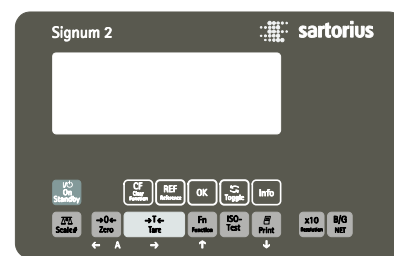 Signum 2
sartorius
I/⏻ On Standby
CF Clear Function
REF Reference
OK
Toggle
Info
Scale#
→0← Zero
→T← Tare
Fn Function
ISO-Test
Print
x10 Resolution
B/G NET
← A → ↑ ↓